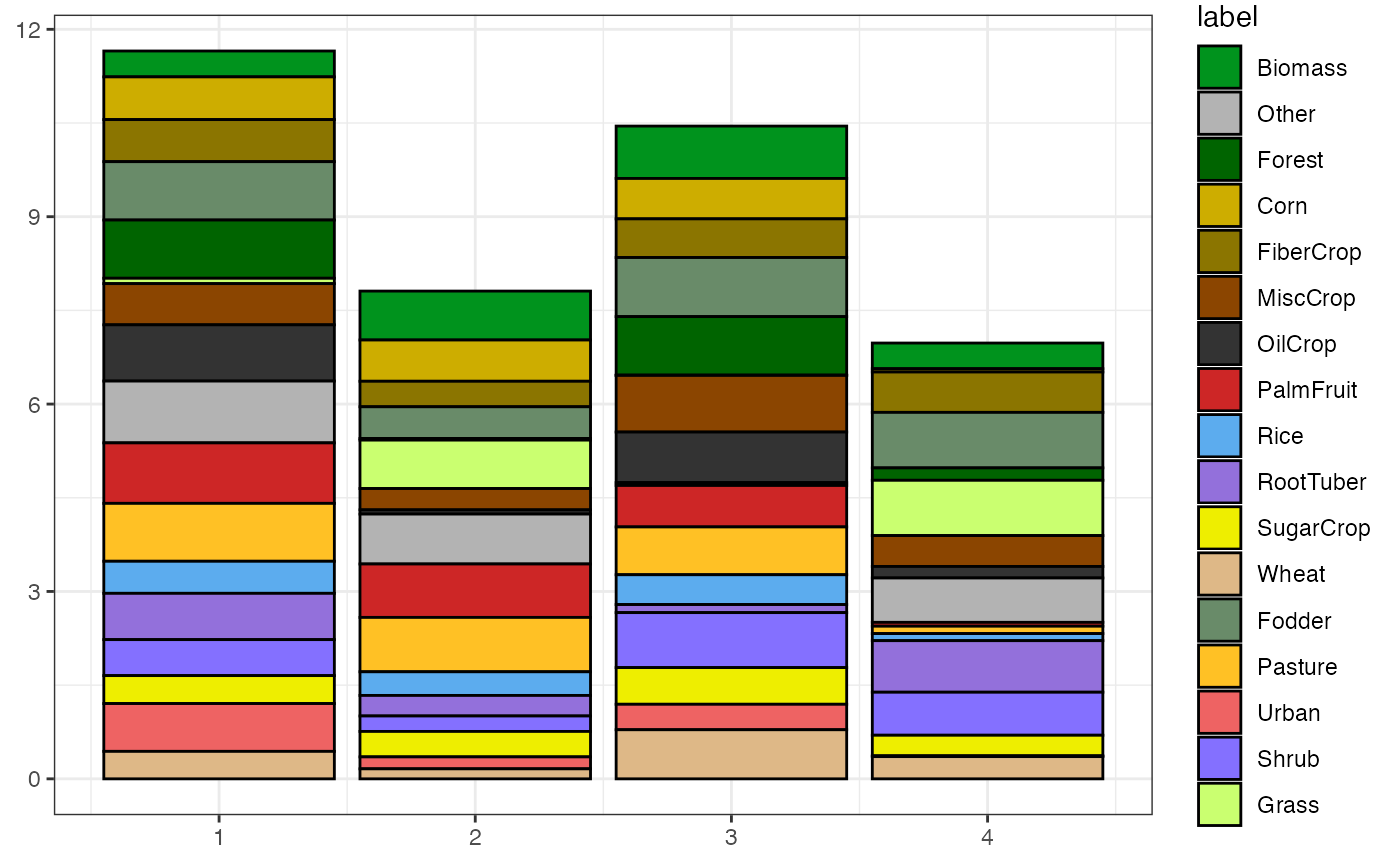 12
9
6
3
0
1
2
3
4
label
Biomass
Other
Forest
Corn
FiberCrop
MiscCrop
OilCrop
PalmFruit
Rice
RootTuber
SugarCrop
Wheat
Fodder
Pasture
Urban
Shrub
Grass